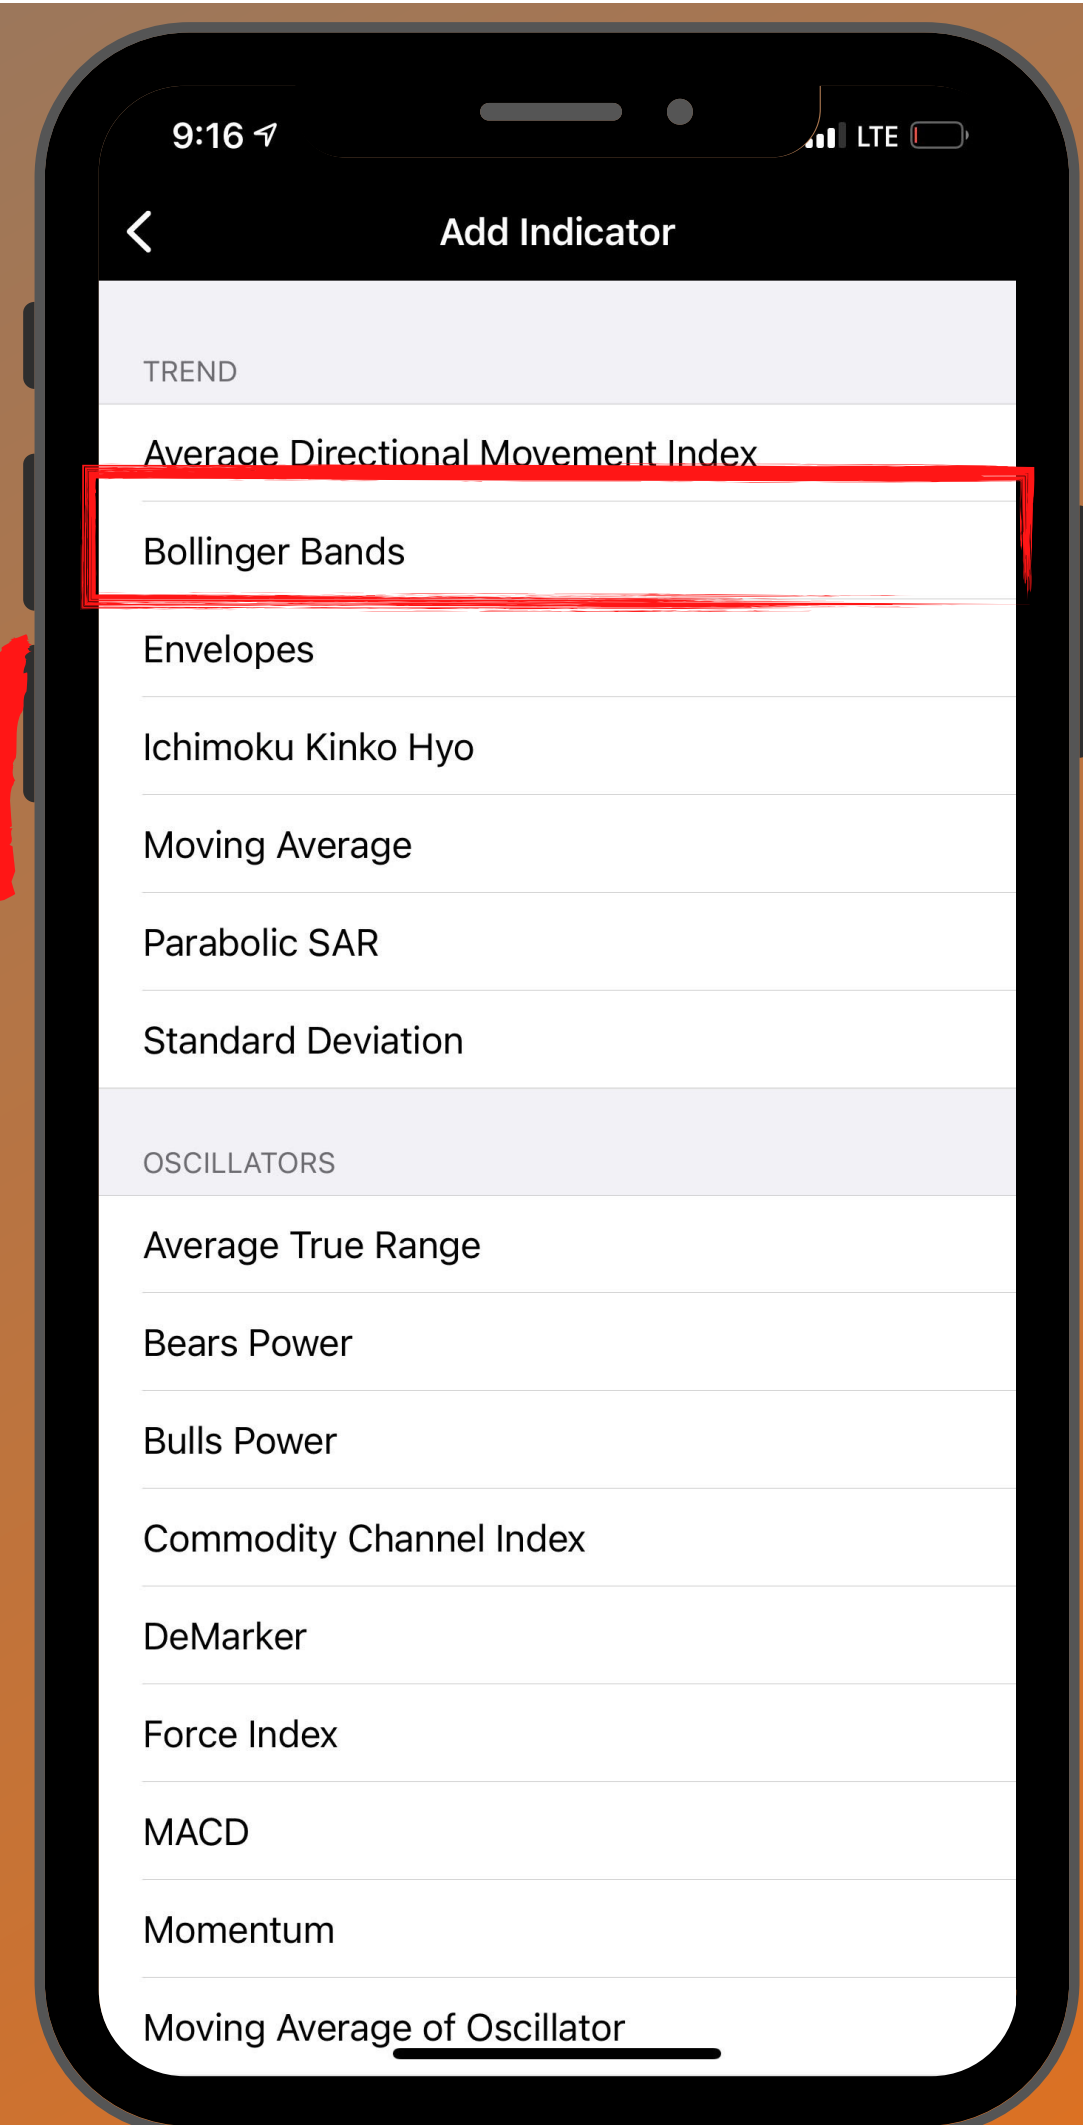 9:16 LTE
Add Indicator
TREND
Average Directional Movement Index
Bollinger Bands
Envelopes
Ichimoku Kinko Hyo
Moving Average
Parabolic SAR
Standard Deviation
OSCILLATORS
Average True Range
Bears Power
Bulls Power
Commodity Channel Index
DeMarker
Force Index
MACD
Momentum
Moving Average of Oscillator